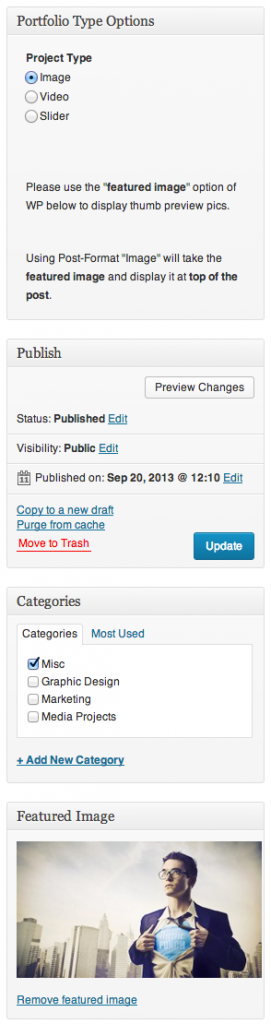 Portfolio Type Options
Project Type
Image
Video
Slider
Please use the "featured image" option of
WP below to display thumb preview pics.
Using Post-Format "Image" will take the
featured image and display it at top of the
post.
Publish
Preview Changes
Status: Published Edit
Visibility: Public Edit
11 Published on: Sep 20, 2013 @ 12:10 Edit
Copy to a new draft
Purge from cache
Move to Trash
Update
Categories
Categories Most Used
Misc
Graphic Design
Marketing
Media Projects
+ Add New Category
Featured Image
Remove featured image